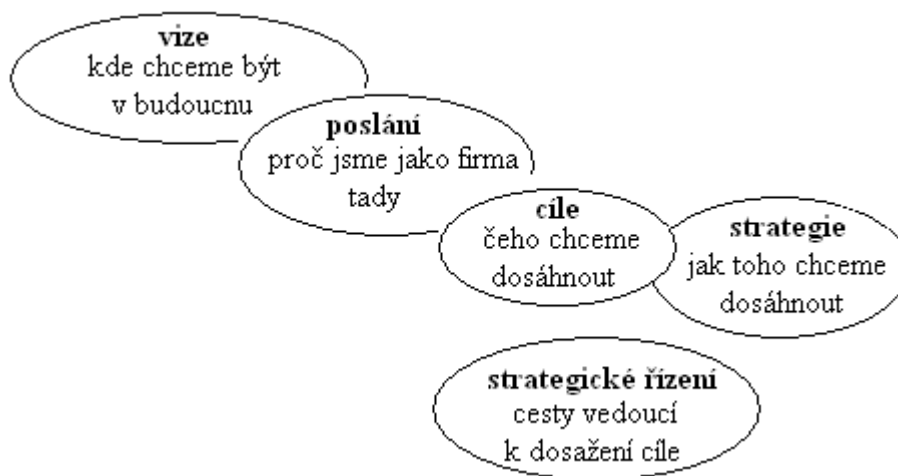 vize
kde chceme být
v budoucnu
poslání
proč jsme jako firma
tady
cíle
čeho chceme
dosáhnout
strategie
jak toho chceme
dosáhnout
strategické řízení
cesty vedoucí
k dosažení cíle